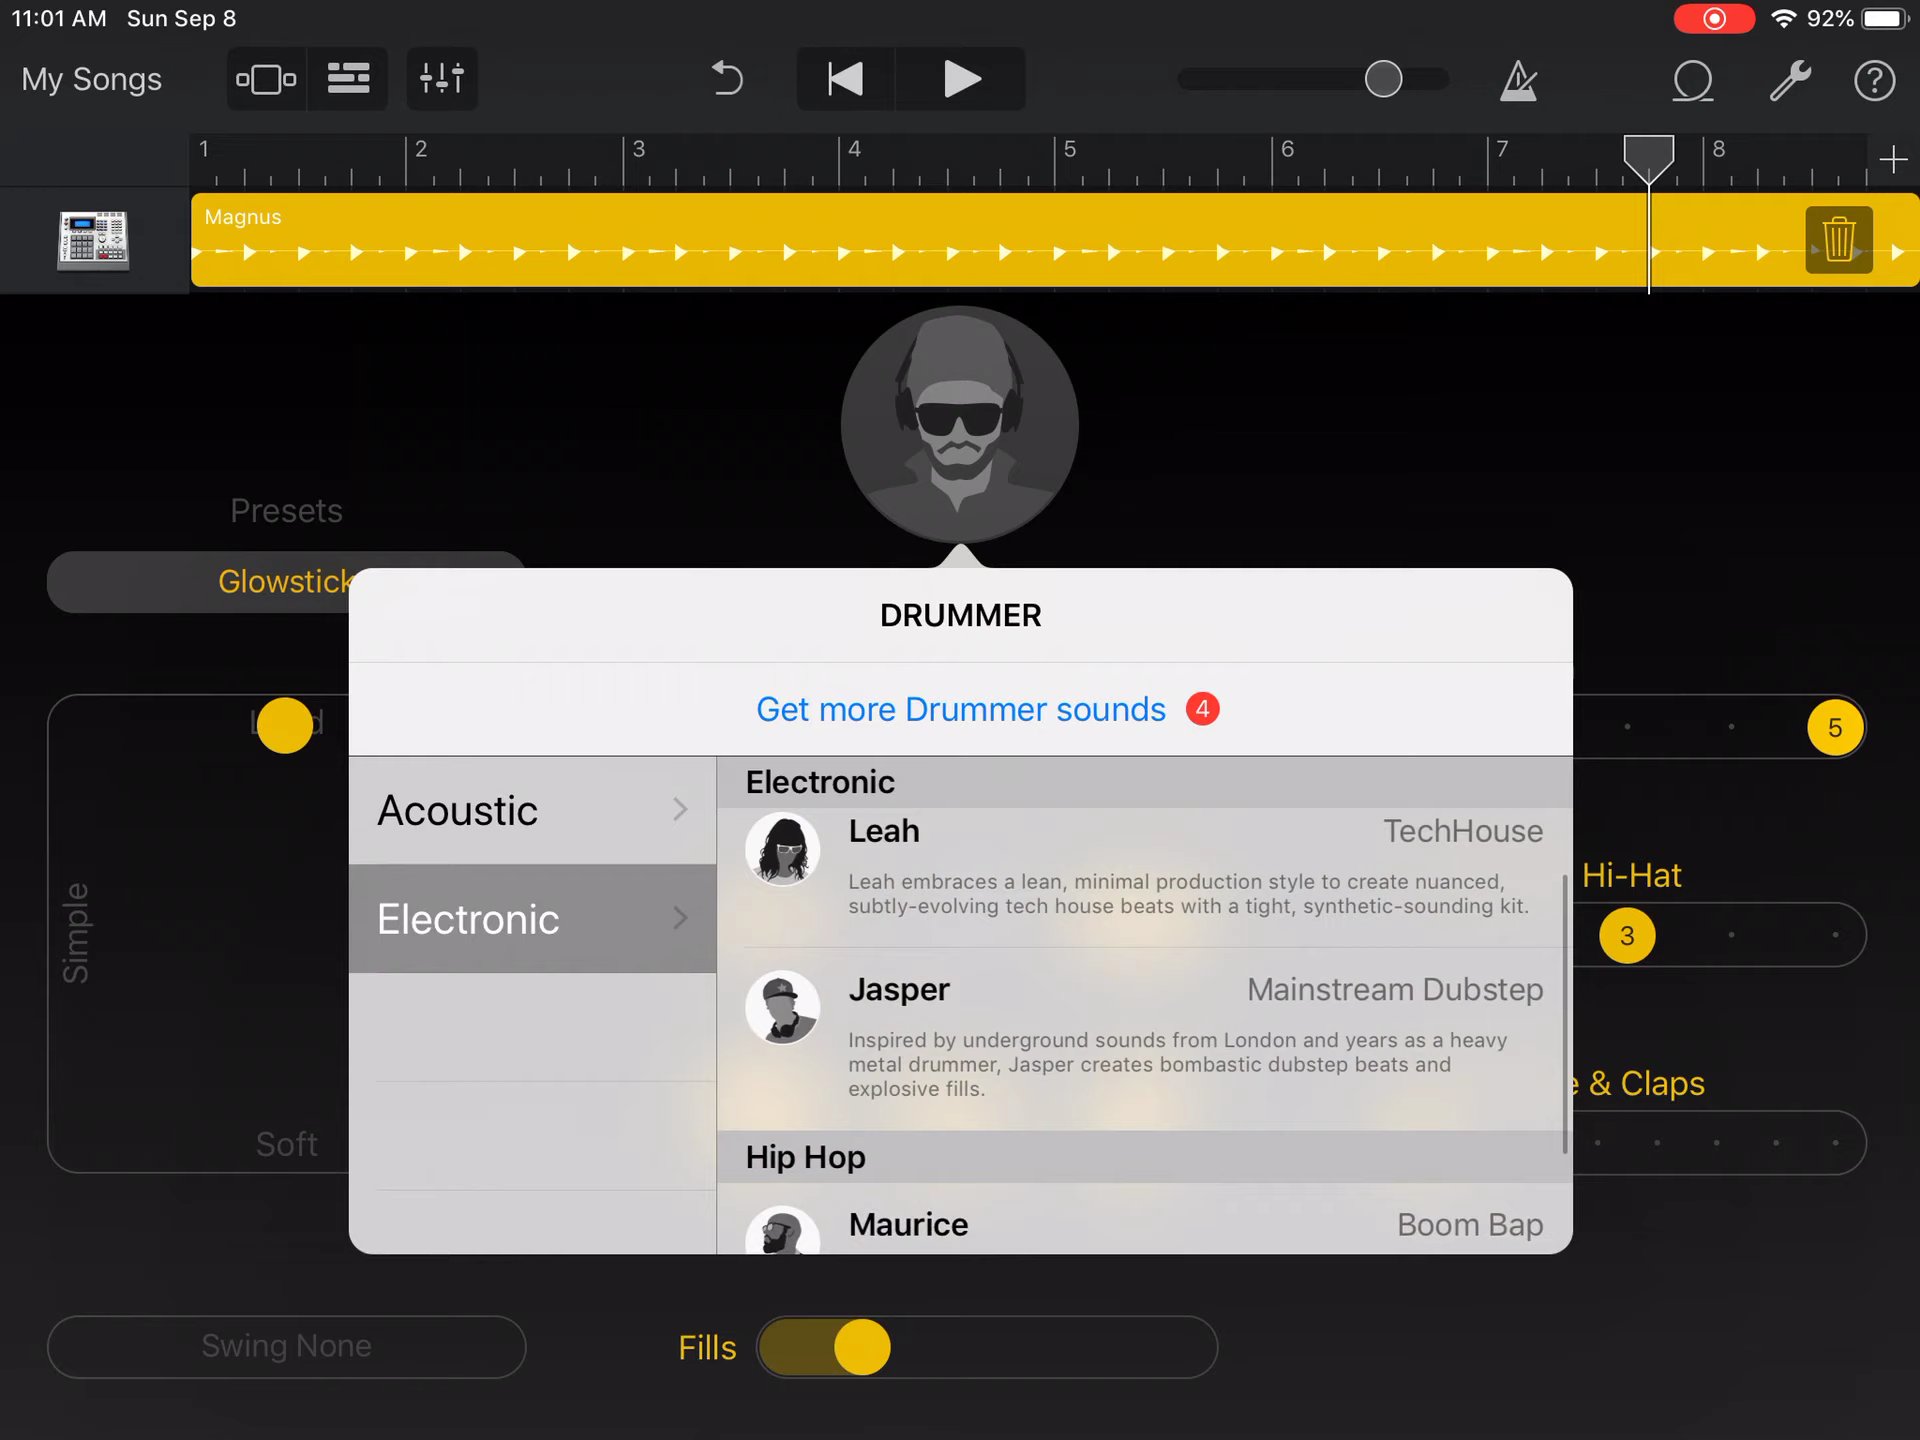 11:01 AM Sun Sep 8
92%
My Songs
?
1 2 3 4 5 6 7 8
Magnus
Presets
Glowstick
DRUMMER
Get more Drummer sounds 4
5
Acoustic
Electronic
Electronic
Leah TechHouse
Leah embraces a lean, minimal production style to create nuanced,
subtly-evolving tech house beats with a tight, synthetic-sounding kit.
Hi-Hat
3
Simple
Jasper Mainstream Dubstep
Inspired by underground sounds from London and years as a heavy
metal drummer, Jasper creates bombastic dubstep beats and
explosive fills.
& Claps
Soft
Hip Hop
Maurice Boom Bap
Swing None
Fills